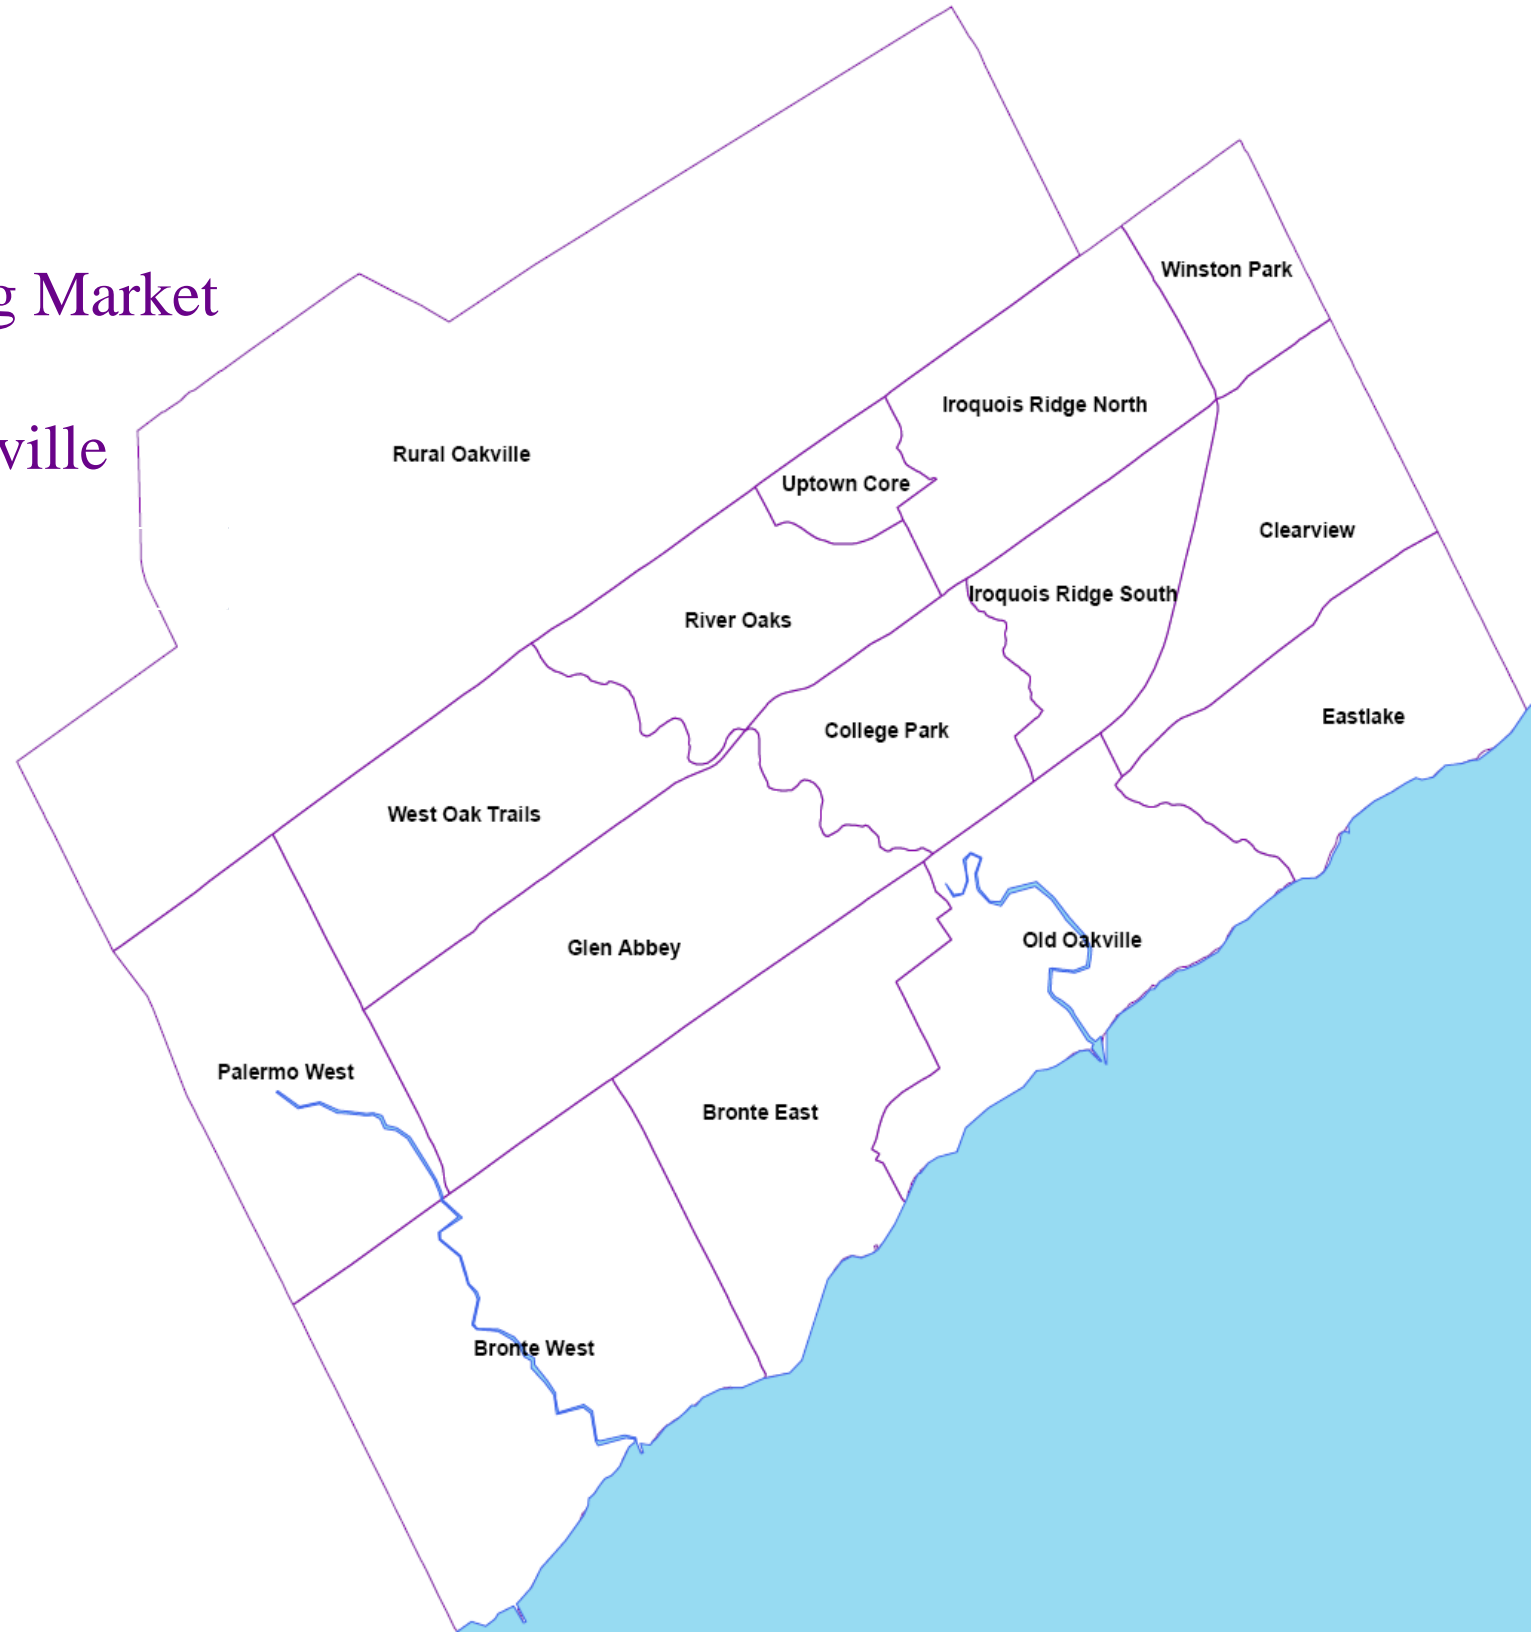 g Market
ville
Winston Park
Iroquois Ridge North
Rural Oakville
Uptown Core
Clearview
Iroquois Ridge South
River Oaks
Eastlake
College Park
West Oak Trails
Old Oakville
Glen Abbey
Palermo West
Bronte East
Bronte West